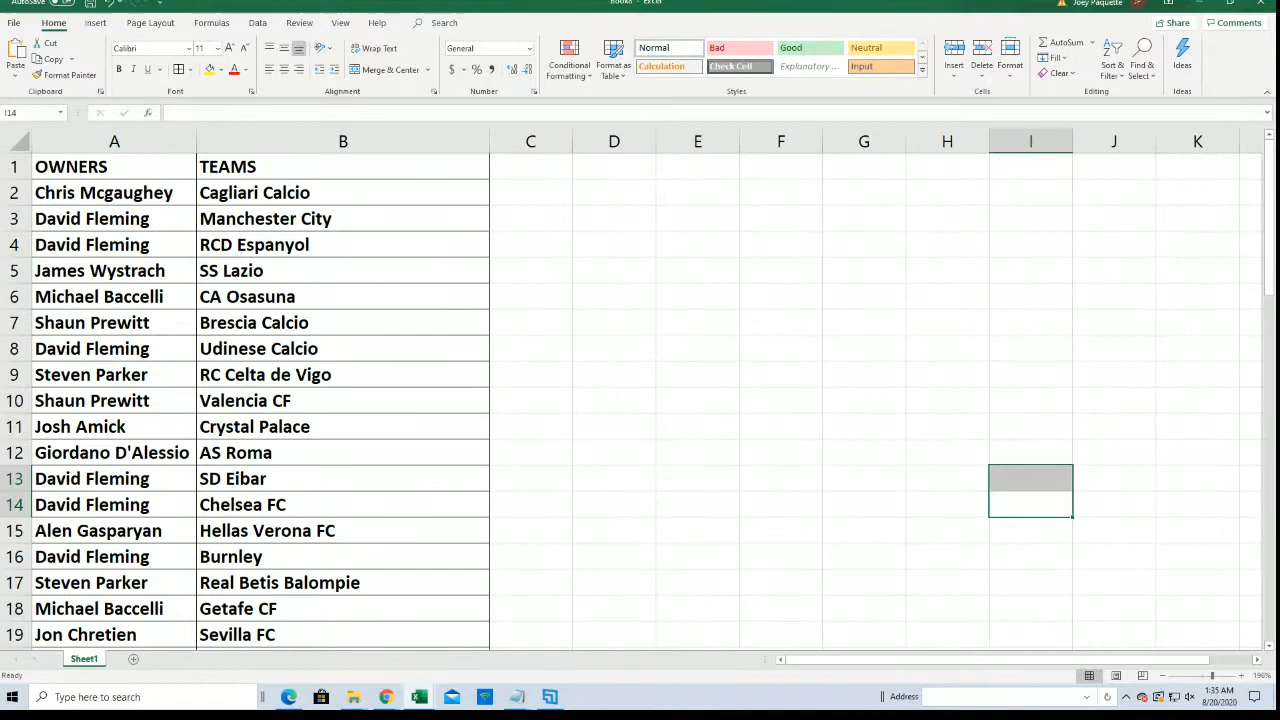 AutoSave Book8 - Excel Joey Paquette
File Home Insert Page Layout Formulas Data Review View Help Search Share Comments
Paste Cut Copy Format Painter Clipboard
Calibri 11 B I U A Font
Wrap Text Merge & Center Alignment
General $ % Number
Conditional Formatting Format as Table
Normal Bad Good Neutral
Calculation Check Cell Explanatory ... Input
Styles
Insert Delete Format Cells
AutoSum Fill Clear Sort & Filter Find & Select Editing
Ideas Ideas
I14 fx
A B C D E F G H I J K
1 OWNERS TEAMS
2 Chris Mcgaughey Cagliari Calcio
3 David Fleming Manchester City
4 David Fleming RCD Espanyol
5 James Wystrach SS Lazio
6 Michael Baccelli CA Osasuna
7 Shaun Prewitt Brescia Calcio
8 David Fleming Udinese Calcio
9 Steven Parker RC Celta de Vigo
10 Shaun Prewitt Valencia CF
11 Josh Amick Crystal Palace
12 Giordano D'Alessio AS Roma
13 David Fleming SD Eibar
14 David Fleming Chelsea FC
15 Alen Gasparyan Hellas Verona FC
16 David Fleming Burnley
17 Steven Parker Real Betis Balompie
18 Michael Baccelli Getafe CF
19 Jon Chretien Sevilla FC
Sheet1
Ready 196%
Type here to search Address 1:35 AM
8/20/2020